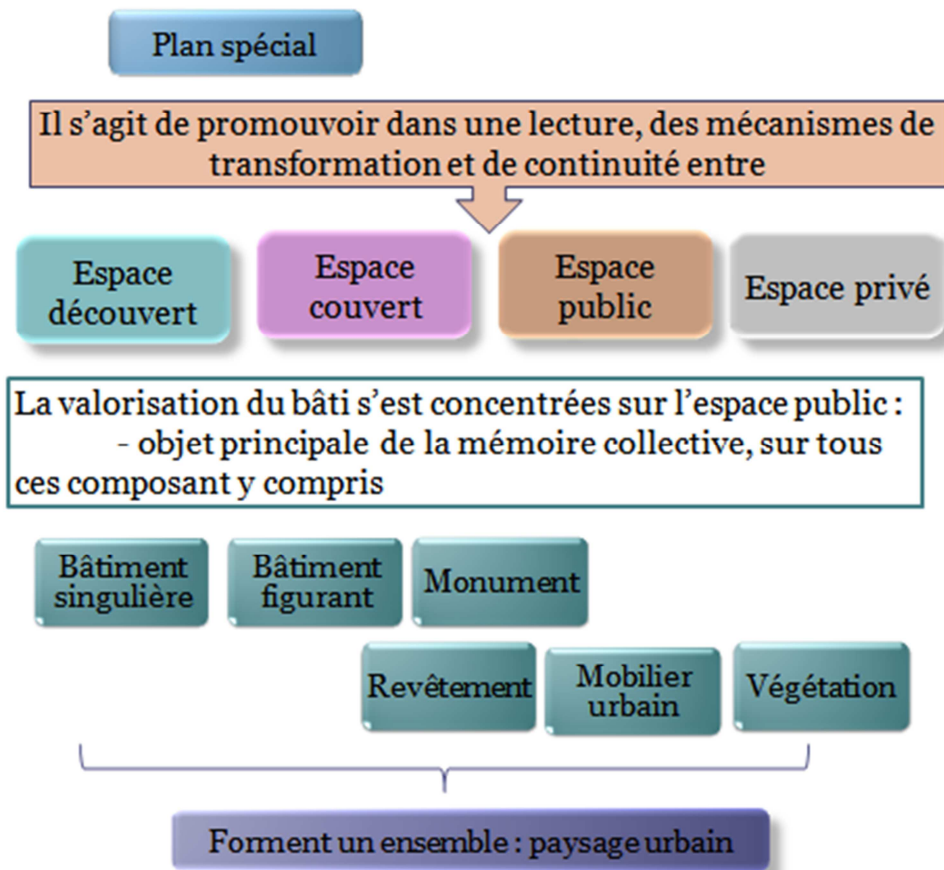 Plan spécial
Il s’agit de promouvoir dans une lecture, des mécanismes de
transformation et de continuité entre
Espace
découvert
Espace
couvert
Espace
public
Espace privé
La valorisation du bâti s’est concentrées sur l’espace public :
- objet principale de la mémoire collective, sur tous
ces composant y compris
Bâtiment
singulière
Bâtiment
figurant
Monument
Revêtement
Mobilier
urbain
Végétation
Forment un ensemble : paysage urbain